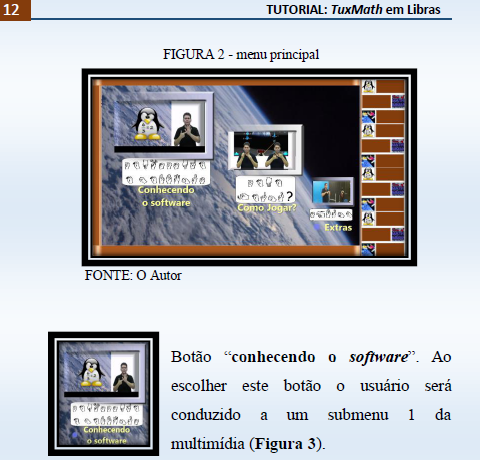 12
TUTORIAL: TuxMath em Libras
FIGURA 2 - menu principal
Conhecendo
o software
?
Como Jogar?
Extras
FONTE: O Autor
Conhecendo
o software
Botão “conhecendo o software”. Ao
escolher este botão o usuário será
conduzido a um submenu 1 da
multimídia (Figura 3).